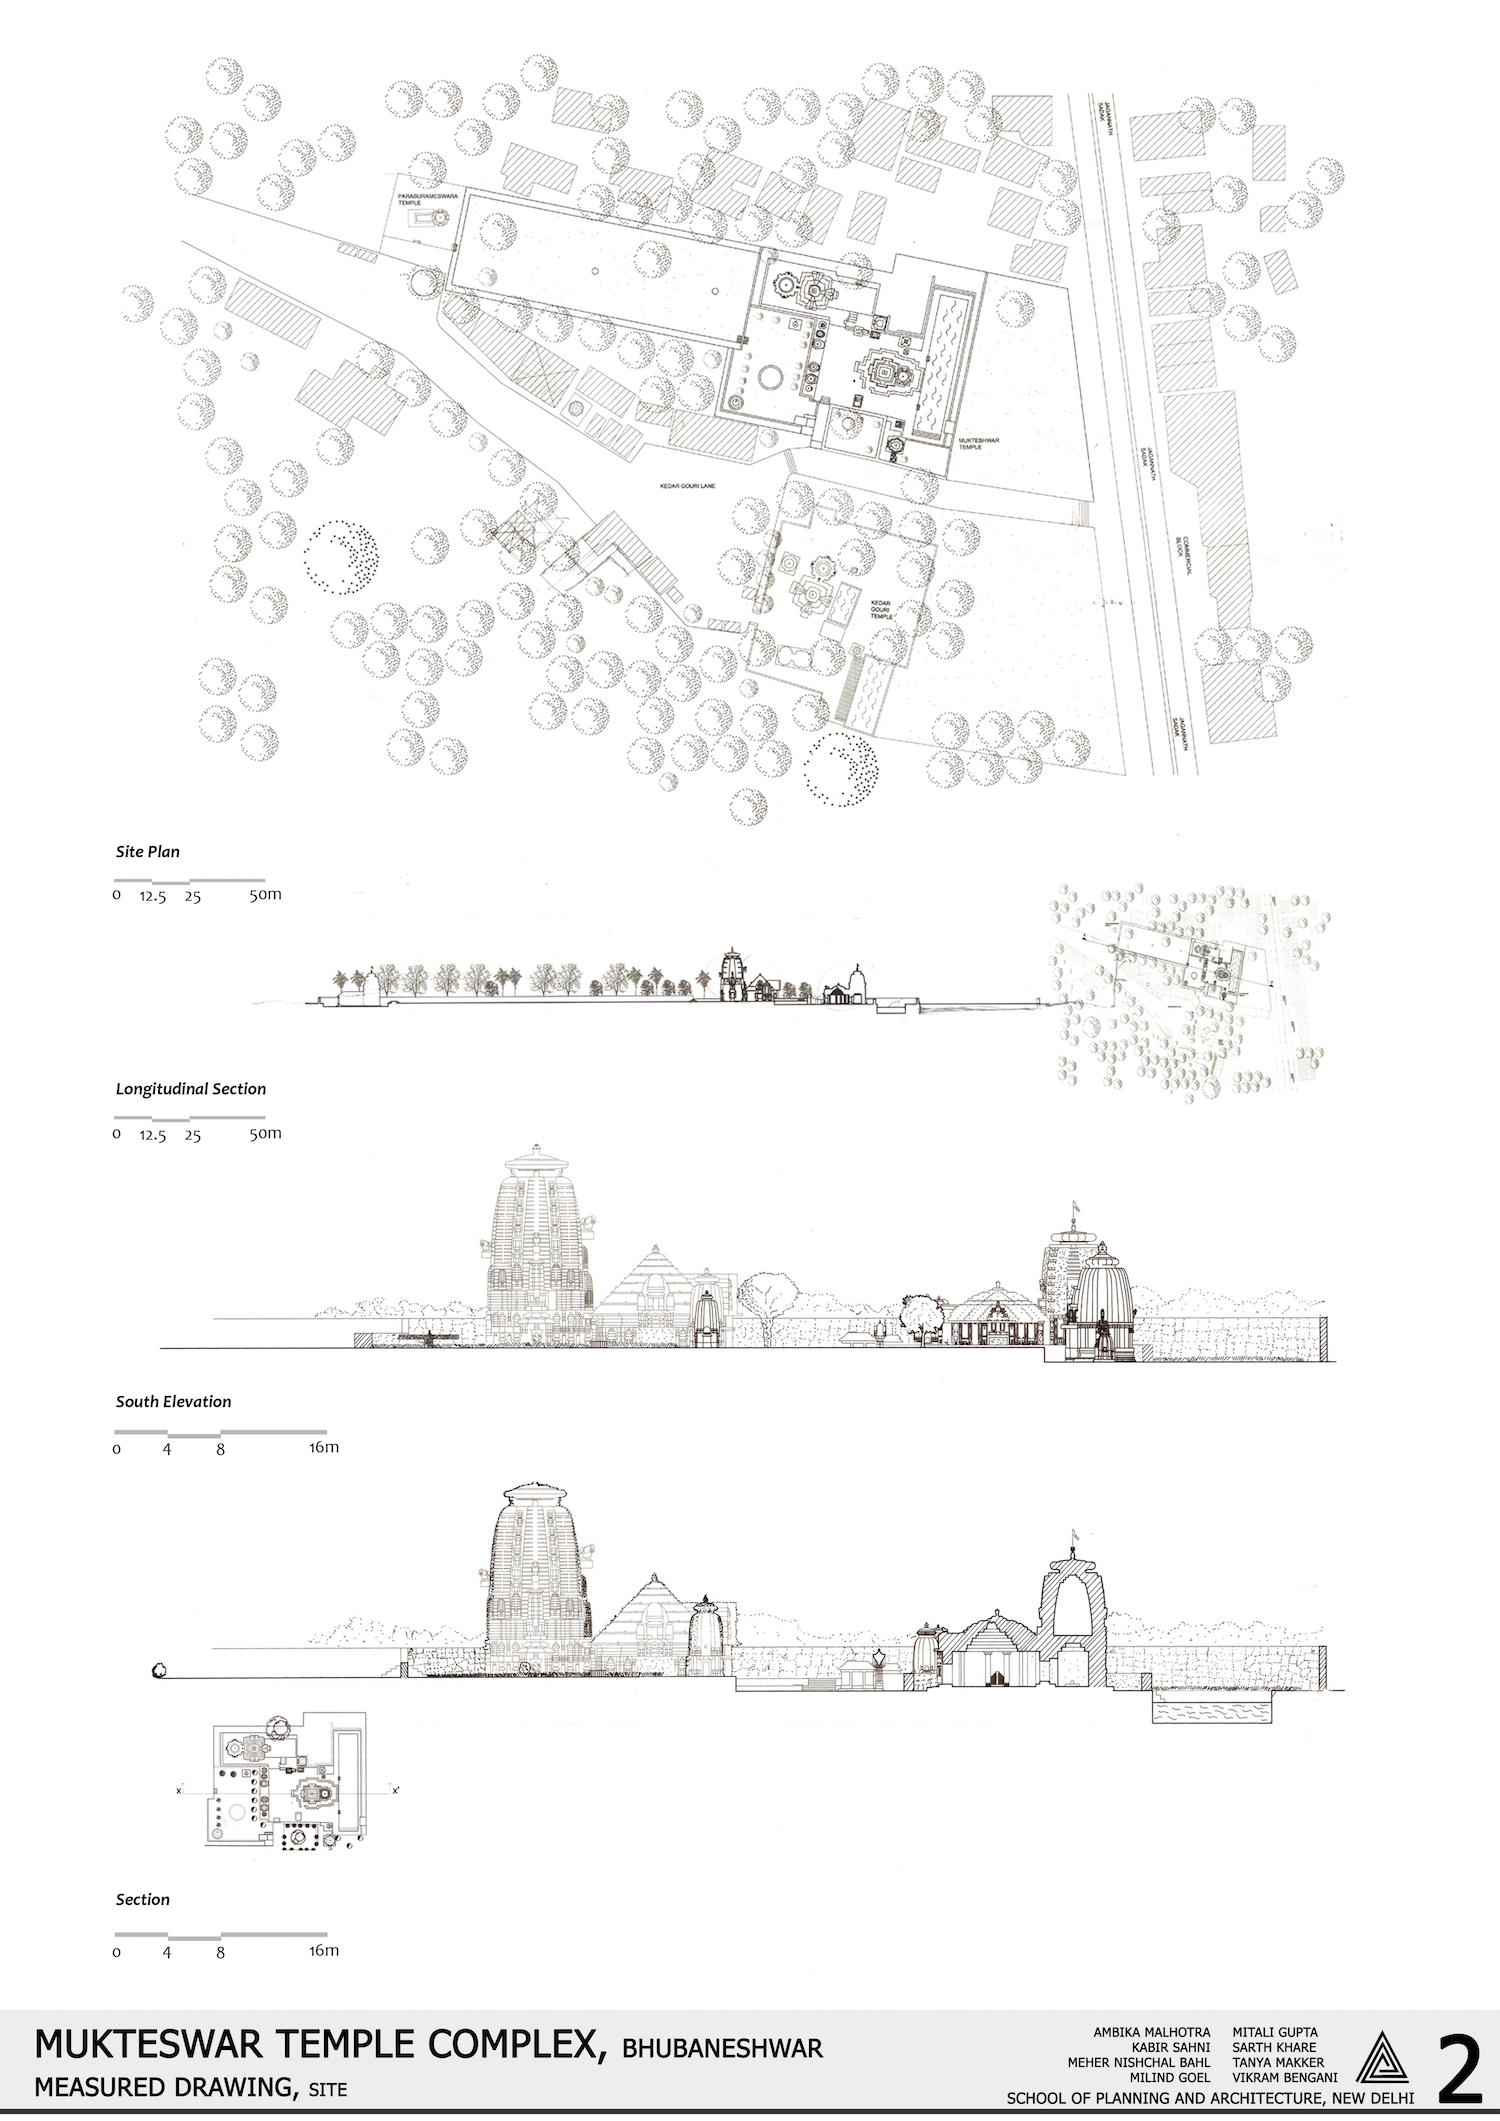 JAGANNATH
SADAK
PARASURAMESWARA
TEMPLE
MUKTESHWAR
TEMPLE
JAGANNATH
SADAK
KEDAR GOURI LANE
COMMERCIAL
BLOCK
KEDAR
GOURI
TEMPLE
JAGANNATH
SADAK
Site Plan
0 12.5 25 50m
Longitudinal Section
0 12.5 25 50m
South Elevation
0 4 8 16m
X X'
Section
0 4 8 16m
MUKTESWAR TEMPLE COMPLEX, BHUBANESHWAR
MEASURED DRAWING, SITE
AMBIKA MALHOTRA MITALI GUPTA
KABIR SAHNI SARTH KHARE
MEHER NISHCHAL BAHL TANYA MAKKER
MILIND GOEL VIKRAM BENGANI
SCHOOL OF PLANNING AND ARCHITECTURE, NEW DELHI
2